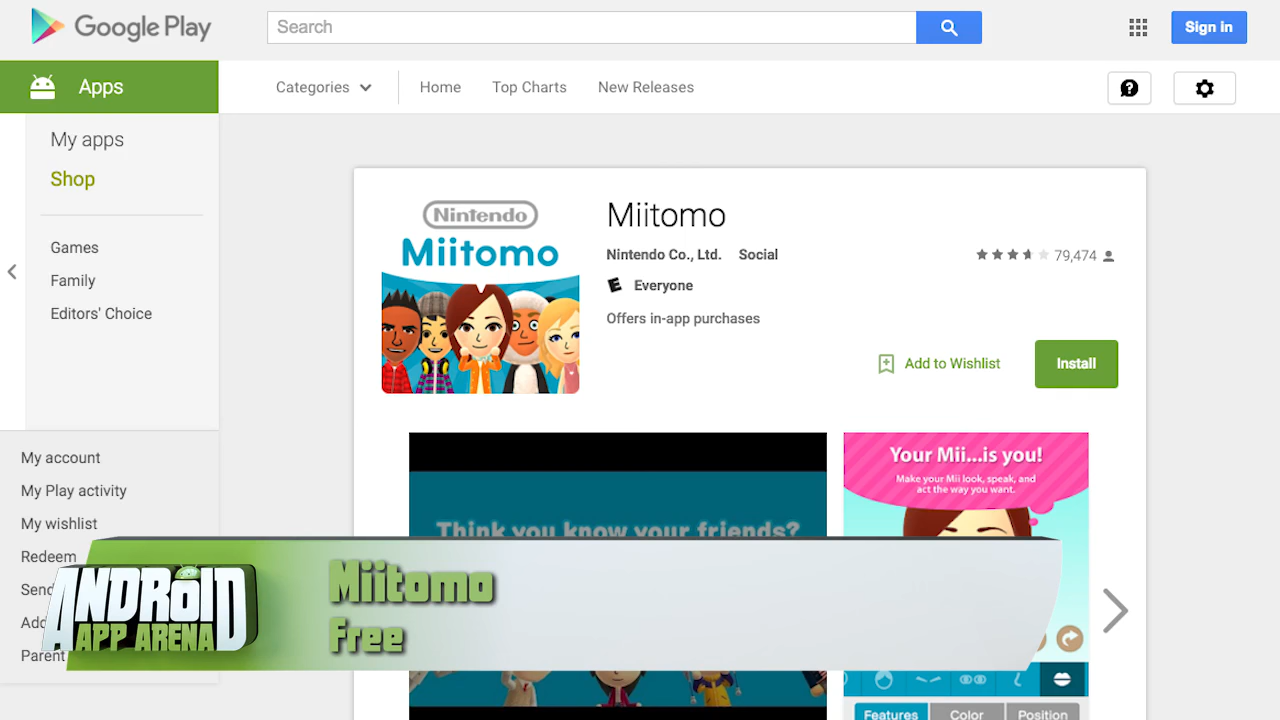 Google Play
Search
Sign in
Apps
Categories
Home
Top Charts
New Releases
My apps
Shop
Games
Family
Editors' Choice
My account
My Play activity
My wishlist
Redeem
Parent
Nintendo
Miitomo
Miitomo
Nintendo Co., Ltd.
Social
79,474
E
Everyone
Offers in-app purchases
Add to Wishlist
Install
Think you know your friends?
Your Mii...is you!
Make your Mii look, speak, and
act the way you want.
Features
Color
Position
ANDROID
APP ARENA
Miitomo
Free